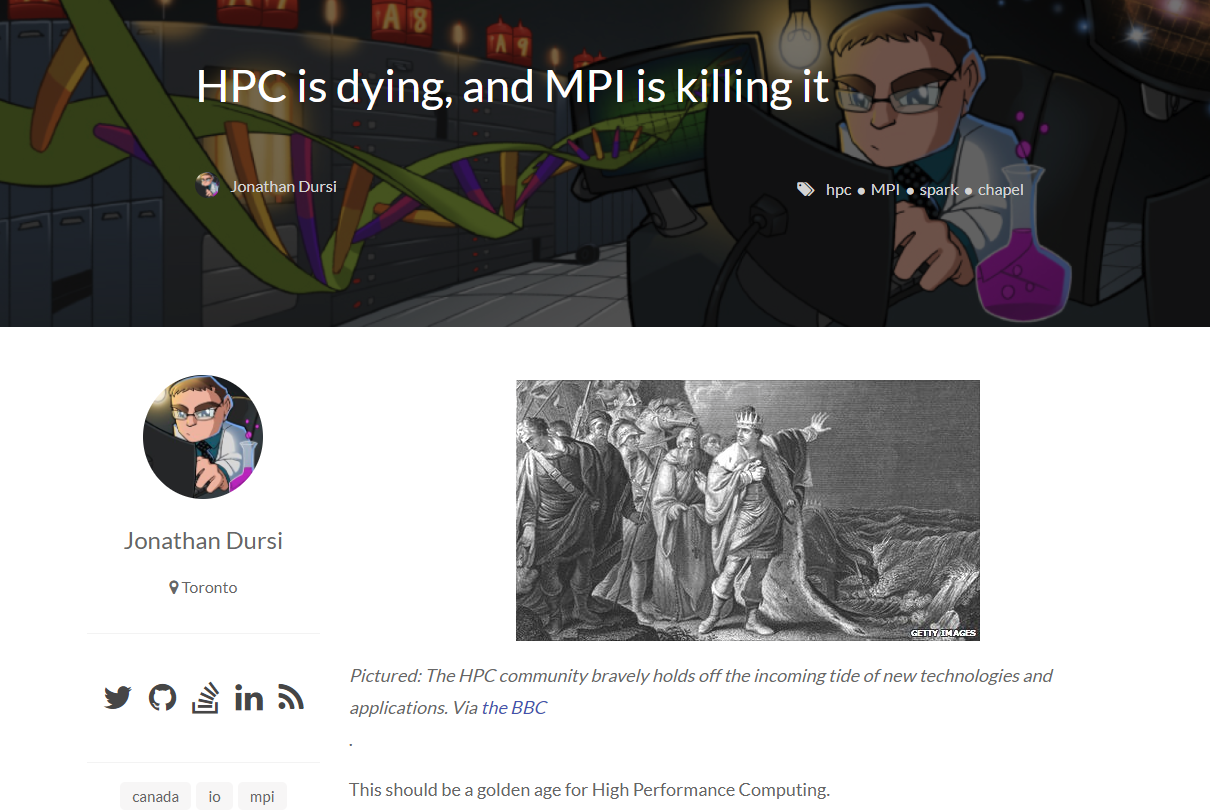 A8
A9
HPC is dying, and MPI is killing it
Jonathan Dursi
hpc ● MPI ● spark ● chapel
Jonathan Dursi
Toronto
canada io mpi
GETTY IMAGES
Pictured: The HPC community bravely holds off the incoming tide of new technologies and
applications. Via the BBC
.
This should be a golden age for High Performance Computing.